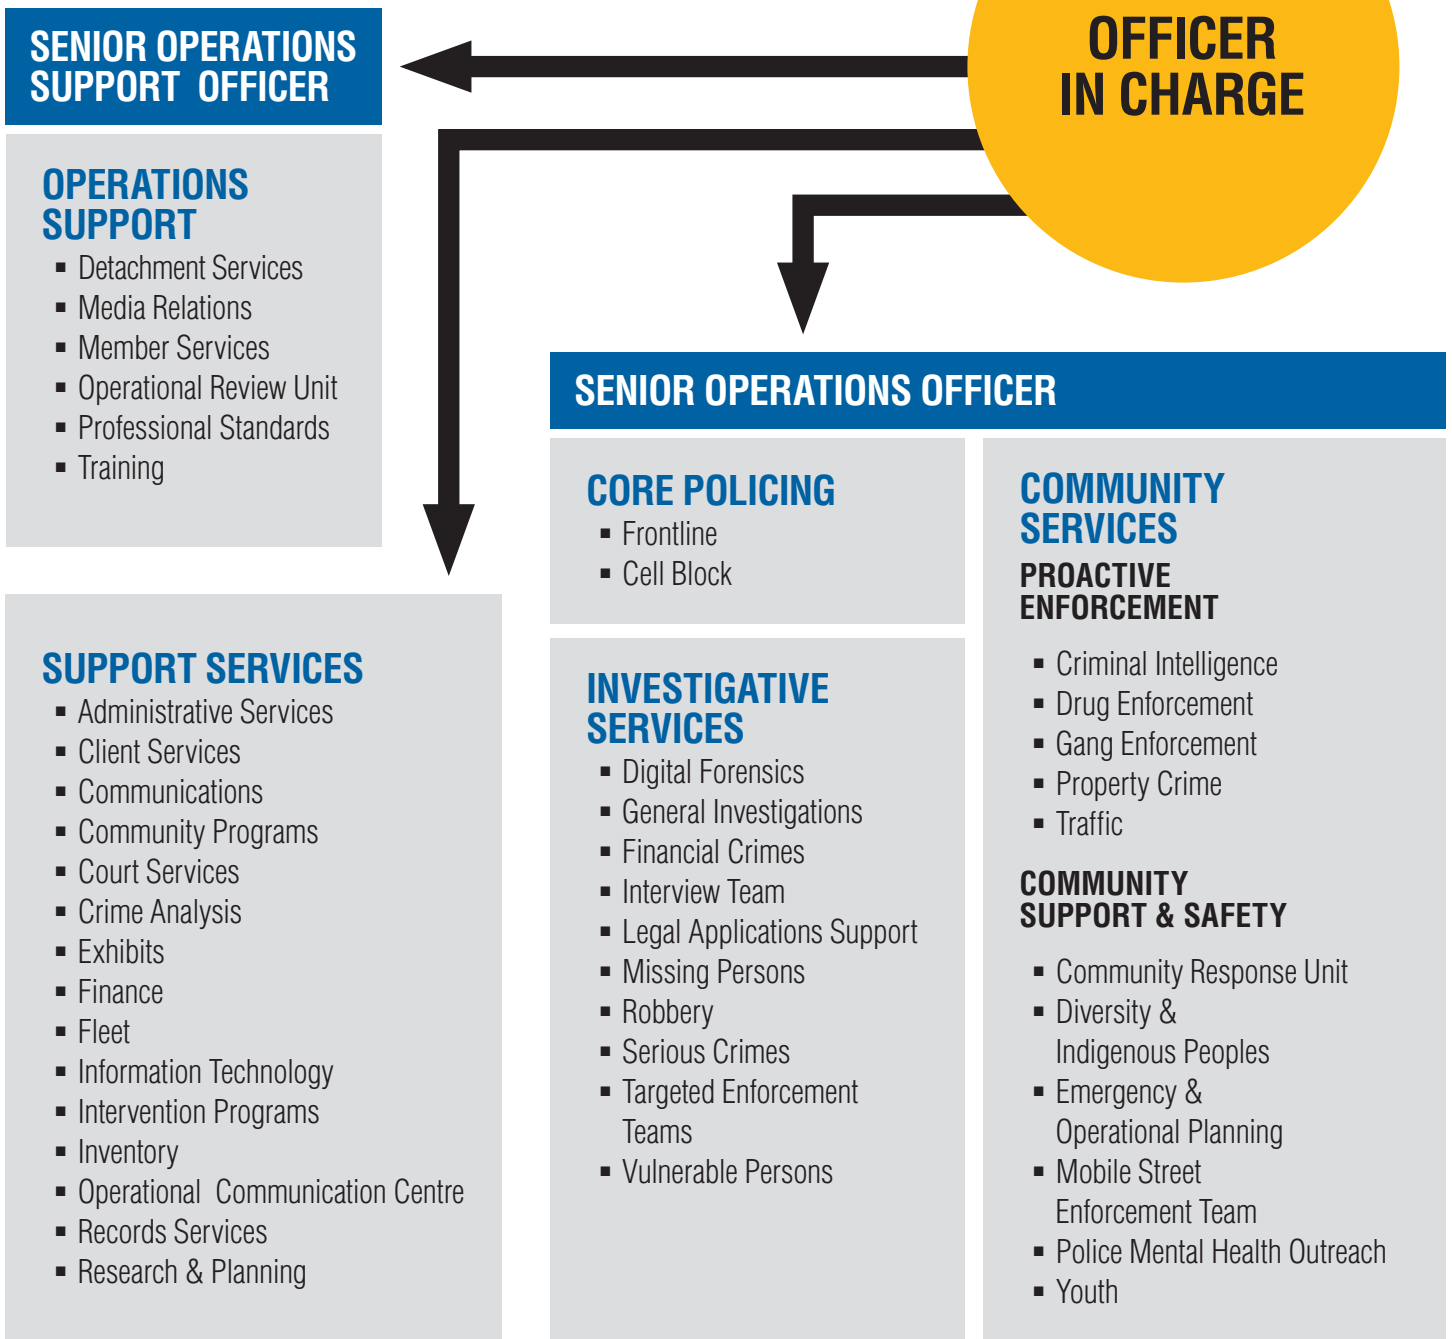 OFFICER
IN CHARGE
SENIOR OPERATIONS
SUPPORT OFFICER
OPERATIONS
SUPPORT
▪ Detachment Services
▪ Media Relations
▪ Member Services
▪ Operational Review Unit
▪ Professional Standards
▪ Training
SUPPORT SERVICES
▪ Administrative Services
▪ Client Services
▪ Communications
▪ Community Programs
▪ Court Services
▪ Crime Analysis
▪ Exhibits
▪ Finance
▪ Fleet
▪ Information Technology
▪ Intervention Programs
▪ Inventory
▪ Operational Communication Centre
▪ Records Services
▪ Research & Planning
SENIOR OPERATIONS OFFICER
CORE POLICING
▪ Frontline
▪ Cell Block
INVESTIGATIVE
SERVICES
▪ Digital Forensics
▪ General Investigations
▪ Financial Crimes
▪ Interview Team
▪ Legal Applications Support
▪ Missing Persons
▪ Robbery
▪ Serious Crimes
▪ Targeted Enforcement
Teams
▪ Vulnerable Persons
COMMUNITY
SERVICES
PROACTIVE
ENFORCEMENT
▪ Criminal Intelligence
▪ Drug Enforcement
▪ Gang Enforcement
▪ Property Crime
▪ Traffic
COMMUNITY
SUPPORT & SAFETY
▪ Community Response Unit
▪ Diversity &
Indigenous Peoples
▪ Emergency &
Operational Planning
▪ Mobile Street
Enforcement Team
▪ Police Mental Health Outreach
▪ Youth